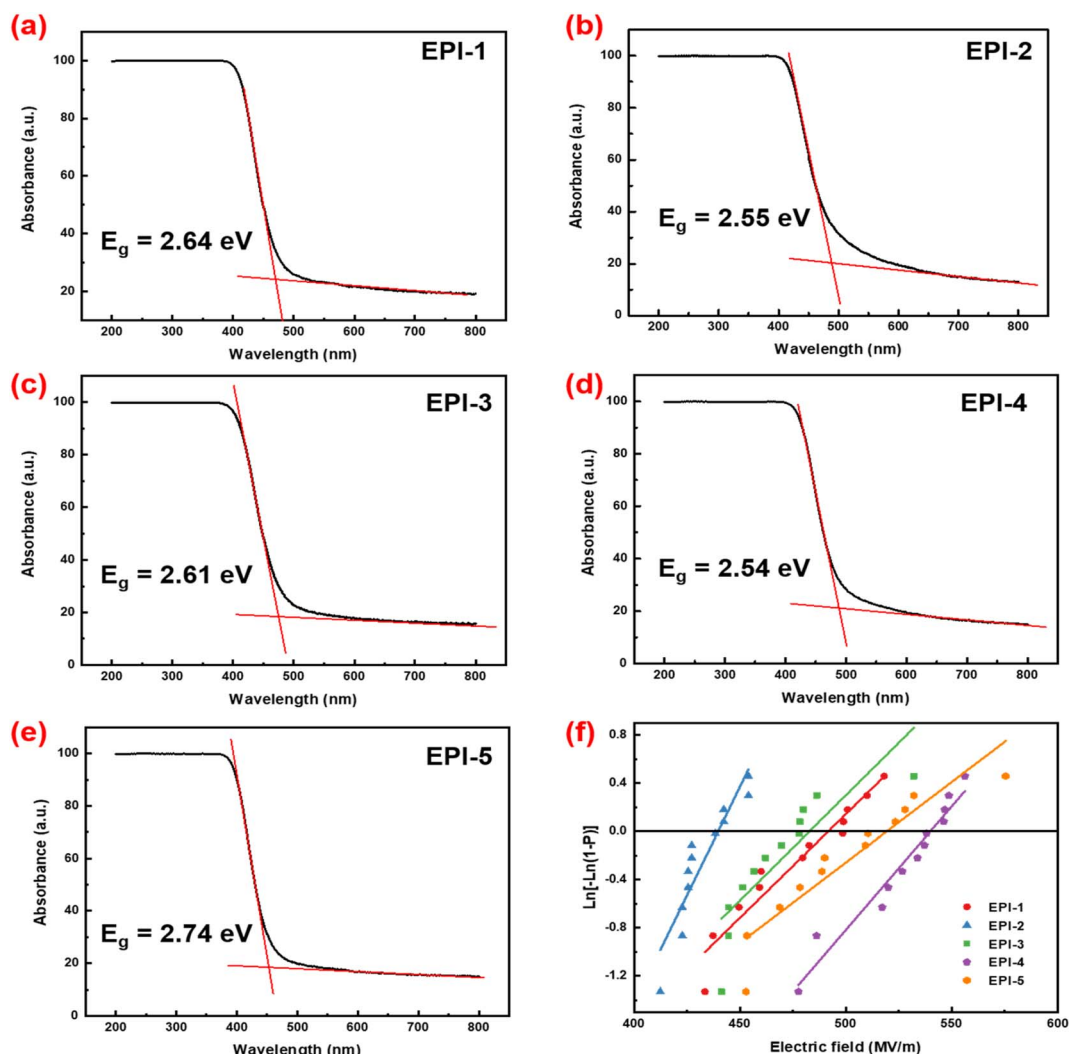 (a)
EPI-1
100
80
60
40
20
Absorbance (a.u.)
E_g = 2.64 eV
200 300 400 500 600 700 800
Wavelength (nm)
(b)
EPI-2
100
80
60
40
20
0
Absorbance (a.u.)
E_g = 2.55 eV
200 300 400 500 600 700 800
Wavelength (nm)
(c)
EPI-3
100
80
60
40
20
0
Absorbance (a.u.)
E_g = 2.61 eV
200 300 400 500 600 700 800
Wavelength (nm)
(d)
EPI-4
100
80
60
40
20
0
Absorbance (a.u.)
E_g = 2.54 eV
200 300 400 500 600 700 800
Wavelength (nm)
(e)
EPI-5
100
80
60
40
20
0
Absorbance (a.u.)
E_g = 2.74 eV
200 300 400 500 600 700 800
Wavelength (nm)
(f)
0.8
0.4
0.0
-0.4
-0.8
-1.2
Ln[-Ln(1-P)]
EPI-1
EPI-2
EPI-3
EPI-4
EPI-5
400 450 500 550 600
Electric field (MV/m)